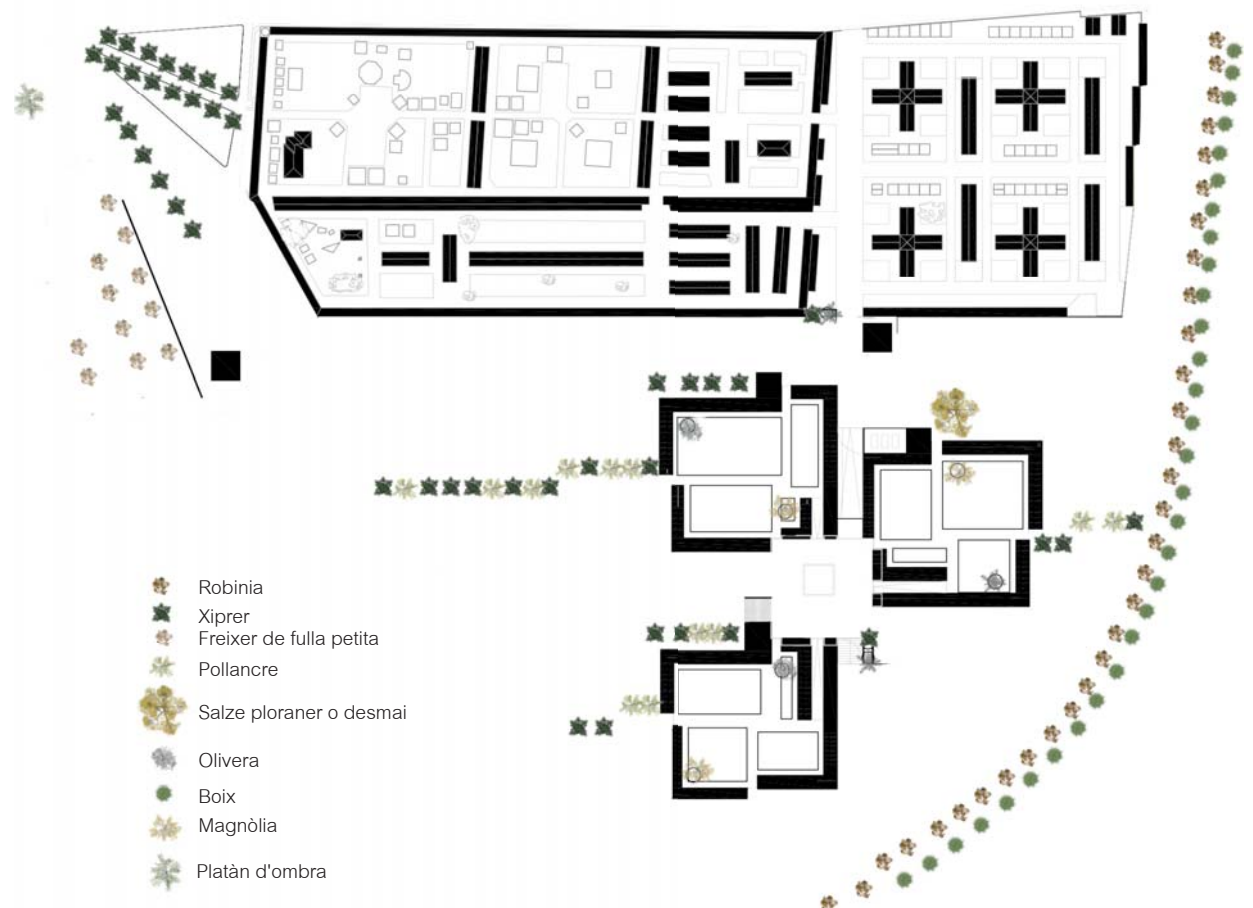 Robinia
Xiprer
Freixer de fulla petita
Pollancre
Salze ploraner o desmai
Olivera
Boix
Magnòlia
Platàn d'ombra